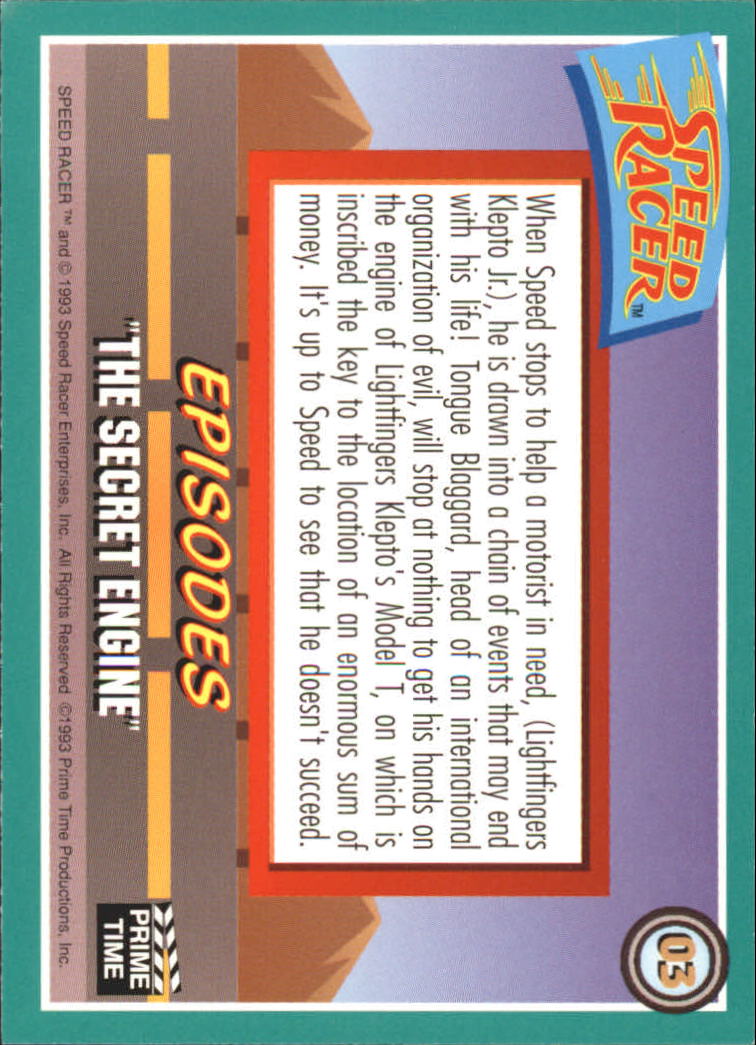 SPEED
RACER™
03
When Speed stops to help a motorist in need, (Lightfingers
Klepto Jr.), he is drawn into a chain of events that may end
with his life! Tongue Blaggard, head of an international
organization of evil, will stop at nothing to get his hands on
the engine of Lightfingers Klepto's Model T, on which is
inscribed the key to the location of an enormous sum of
money. It's up to Speed to see that he doesn't succeed.
EPISODES
"THE SECRET ENGINE"
PRIME
TIME
SPEED RACER ™ and © 1993 Speed Racer Enterprises, Inc. All Rights Reserved ©1993 Prime Time Productions, Inc.